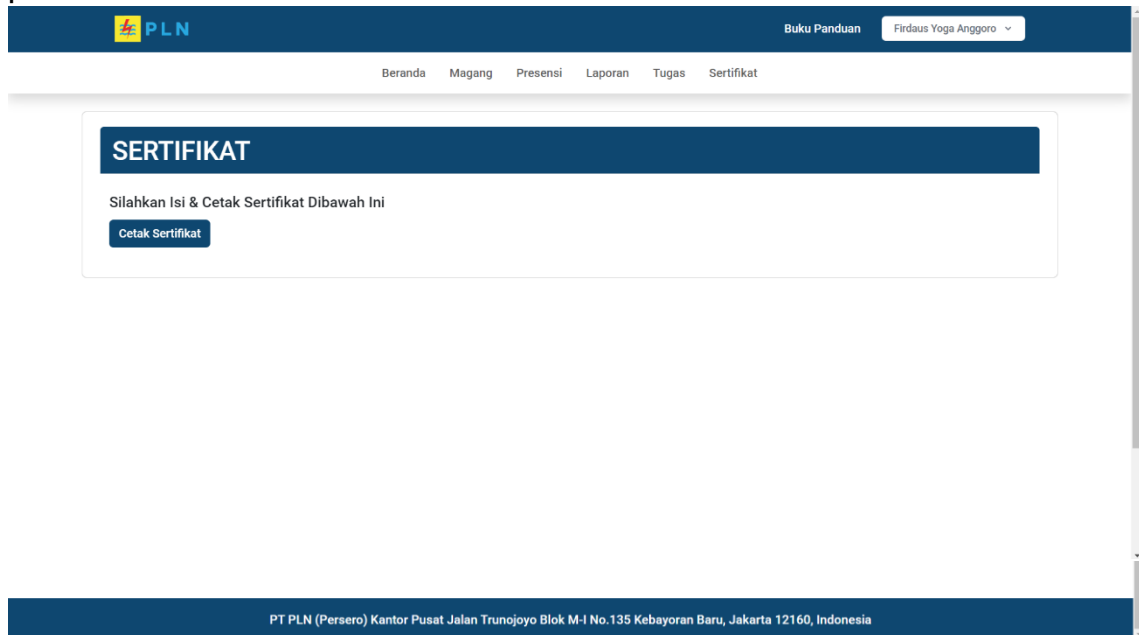 PLN
Buku Panduan
Firdaus Yoga Anggoro
Beranda Magang Presensi Laporan Tugas Sertifikat
SERTIFIKAT
Silahkan Isi & Cetak Sertifikat Dibawah Ini
Cetak Sertifikat
PT PLN (Persero) Kantor Pusat Jalan Trunojoyo Blok M-I No.135 Kebayoran Baru, Jakarta 12160, Indonesia